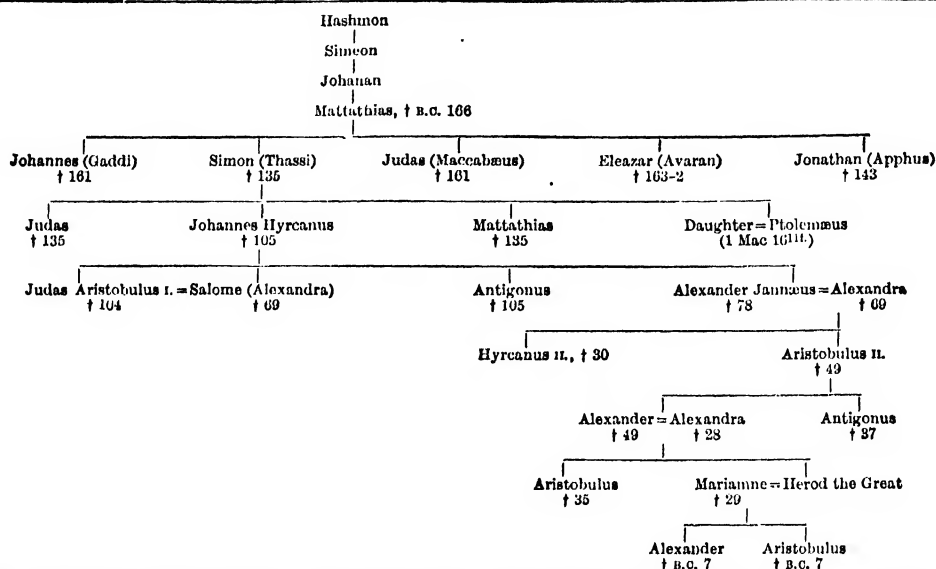 Hashmon
Simeon
Johanan
Mattathias, † B.C. 166
Johannes (Gaddi) Simon (Thassi) Judas (Maccabæus) Eleazar (Avaran) Jonathan (Apphus)
† 161 † 135 † 161 † 163-2 † 143
Judas Johannes Hyrcanus Mattathias Daughter = Ptolemæus
† 135 † 105 † 135 (1 Mac 16¹¹ᶠ.)
Judas Aristobulus I. = Salome (Alexandra) Antigonus Alexander Jannæus = Alexandra
† 104 † 69 † 105 † 78 † 69
Hyrcanus II., † 30 Aristobulus II.
† 49
Alexander = Alexandra Antigonus
† 49 † 28 † 37
Aristobulus Mariamne = Herod the Great
† 35 † 29
Alexander Aristobulus
† B.C. 7 † B.C. 7